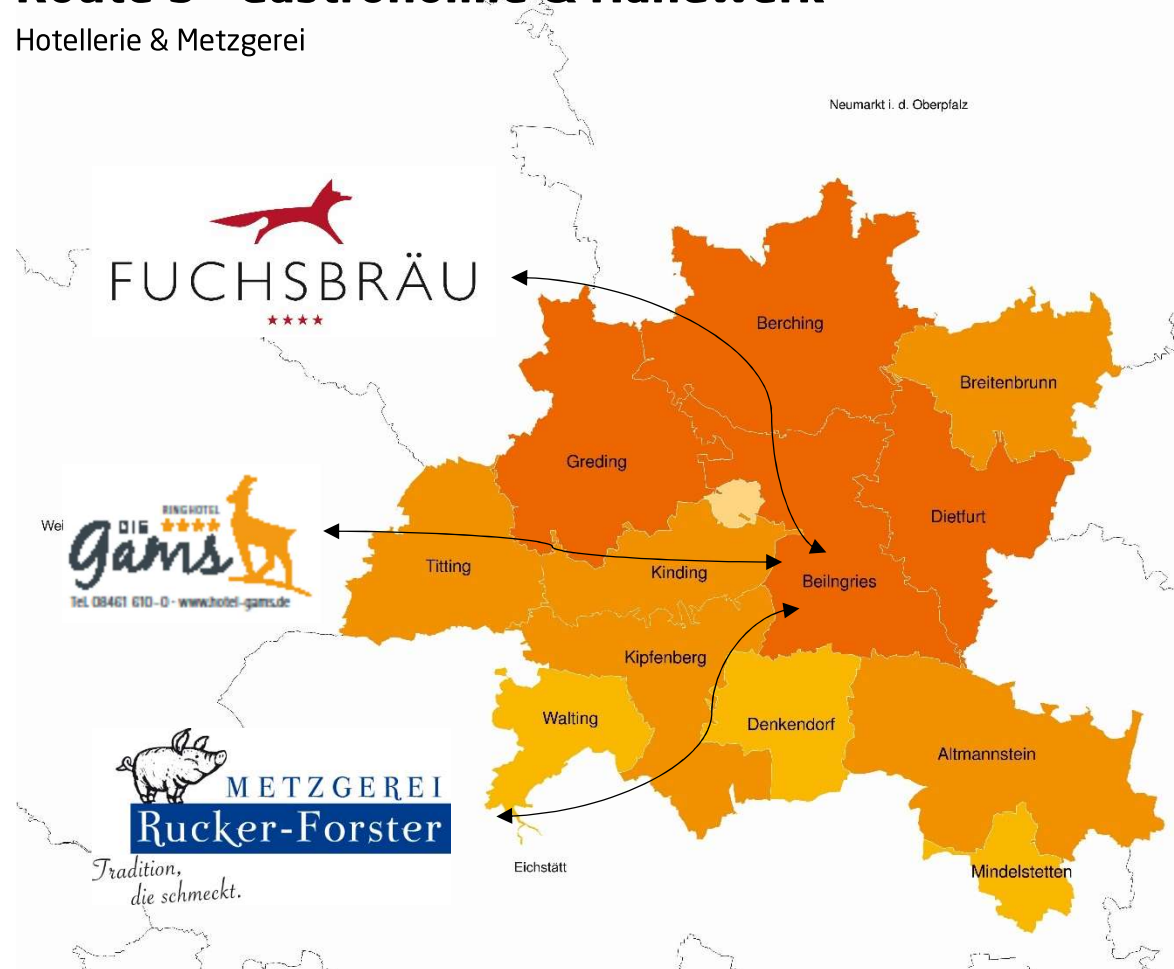 Hotellerie & Metzgerei
Neumarkt i. d. Oberpfalz
FUCHSBRÄU
Berching
Breitenbrunn
Greding
Dietfurt
RINGHOTEL
DIE
gams
Tel. 08461 610-0 · www.hotel-gams.de
Wei
Titting
Kinding
Beilngries
Kipfenberg
Walting
Denkendorf
Altmannstein
METZGEREI
Rucker-Forster
Tradition,
die schmeckt.
Eichstätt
Mindelstetten